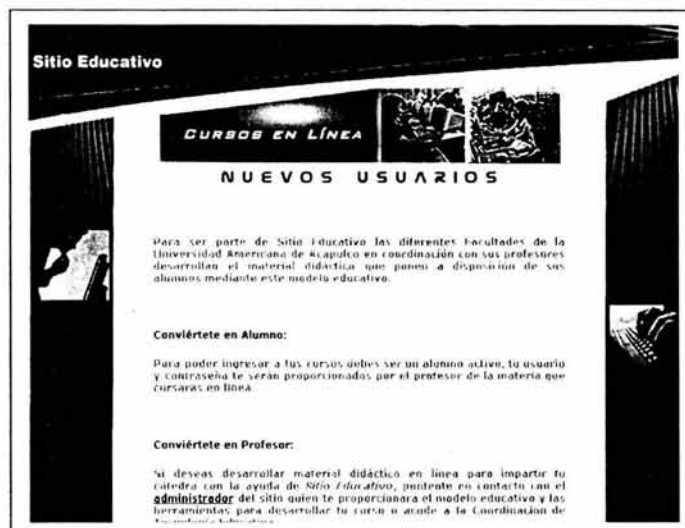 Sitio Educativo
CURSOS EN LÍNEA
NUEVOS USUARIOS
Para ser parte de Sitio Educativo las diferentes Facultades de la
Universidad Americana de Acapulco en coordinación con sus profesores
desarrollan el material didáctico que ponen a disposición de sus
alumnos mediante este modelo educativo.
Conviértete en Alumno:
Para poder ingresar a tus cursos debes ser un alumno activo, tu usuario
y contraseña te serán proporcionados por el profesor de la materia que
cursaras en línea
Conviértete en Profesor:
Si deseas desarrollar material didáctico en línea para impartir tu
cátedra con la ayuda de Sitio Educativo, pontente en contacto con el
administrador del sitio quien te proporcionara el modelo educativo y las
herramientas para desarrollar tu curso o acude a la Coordinación de
Tecnología Educativa